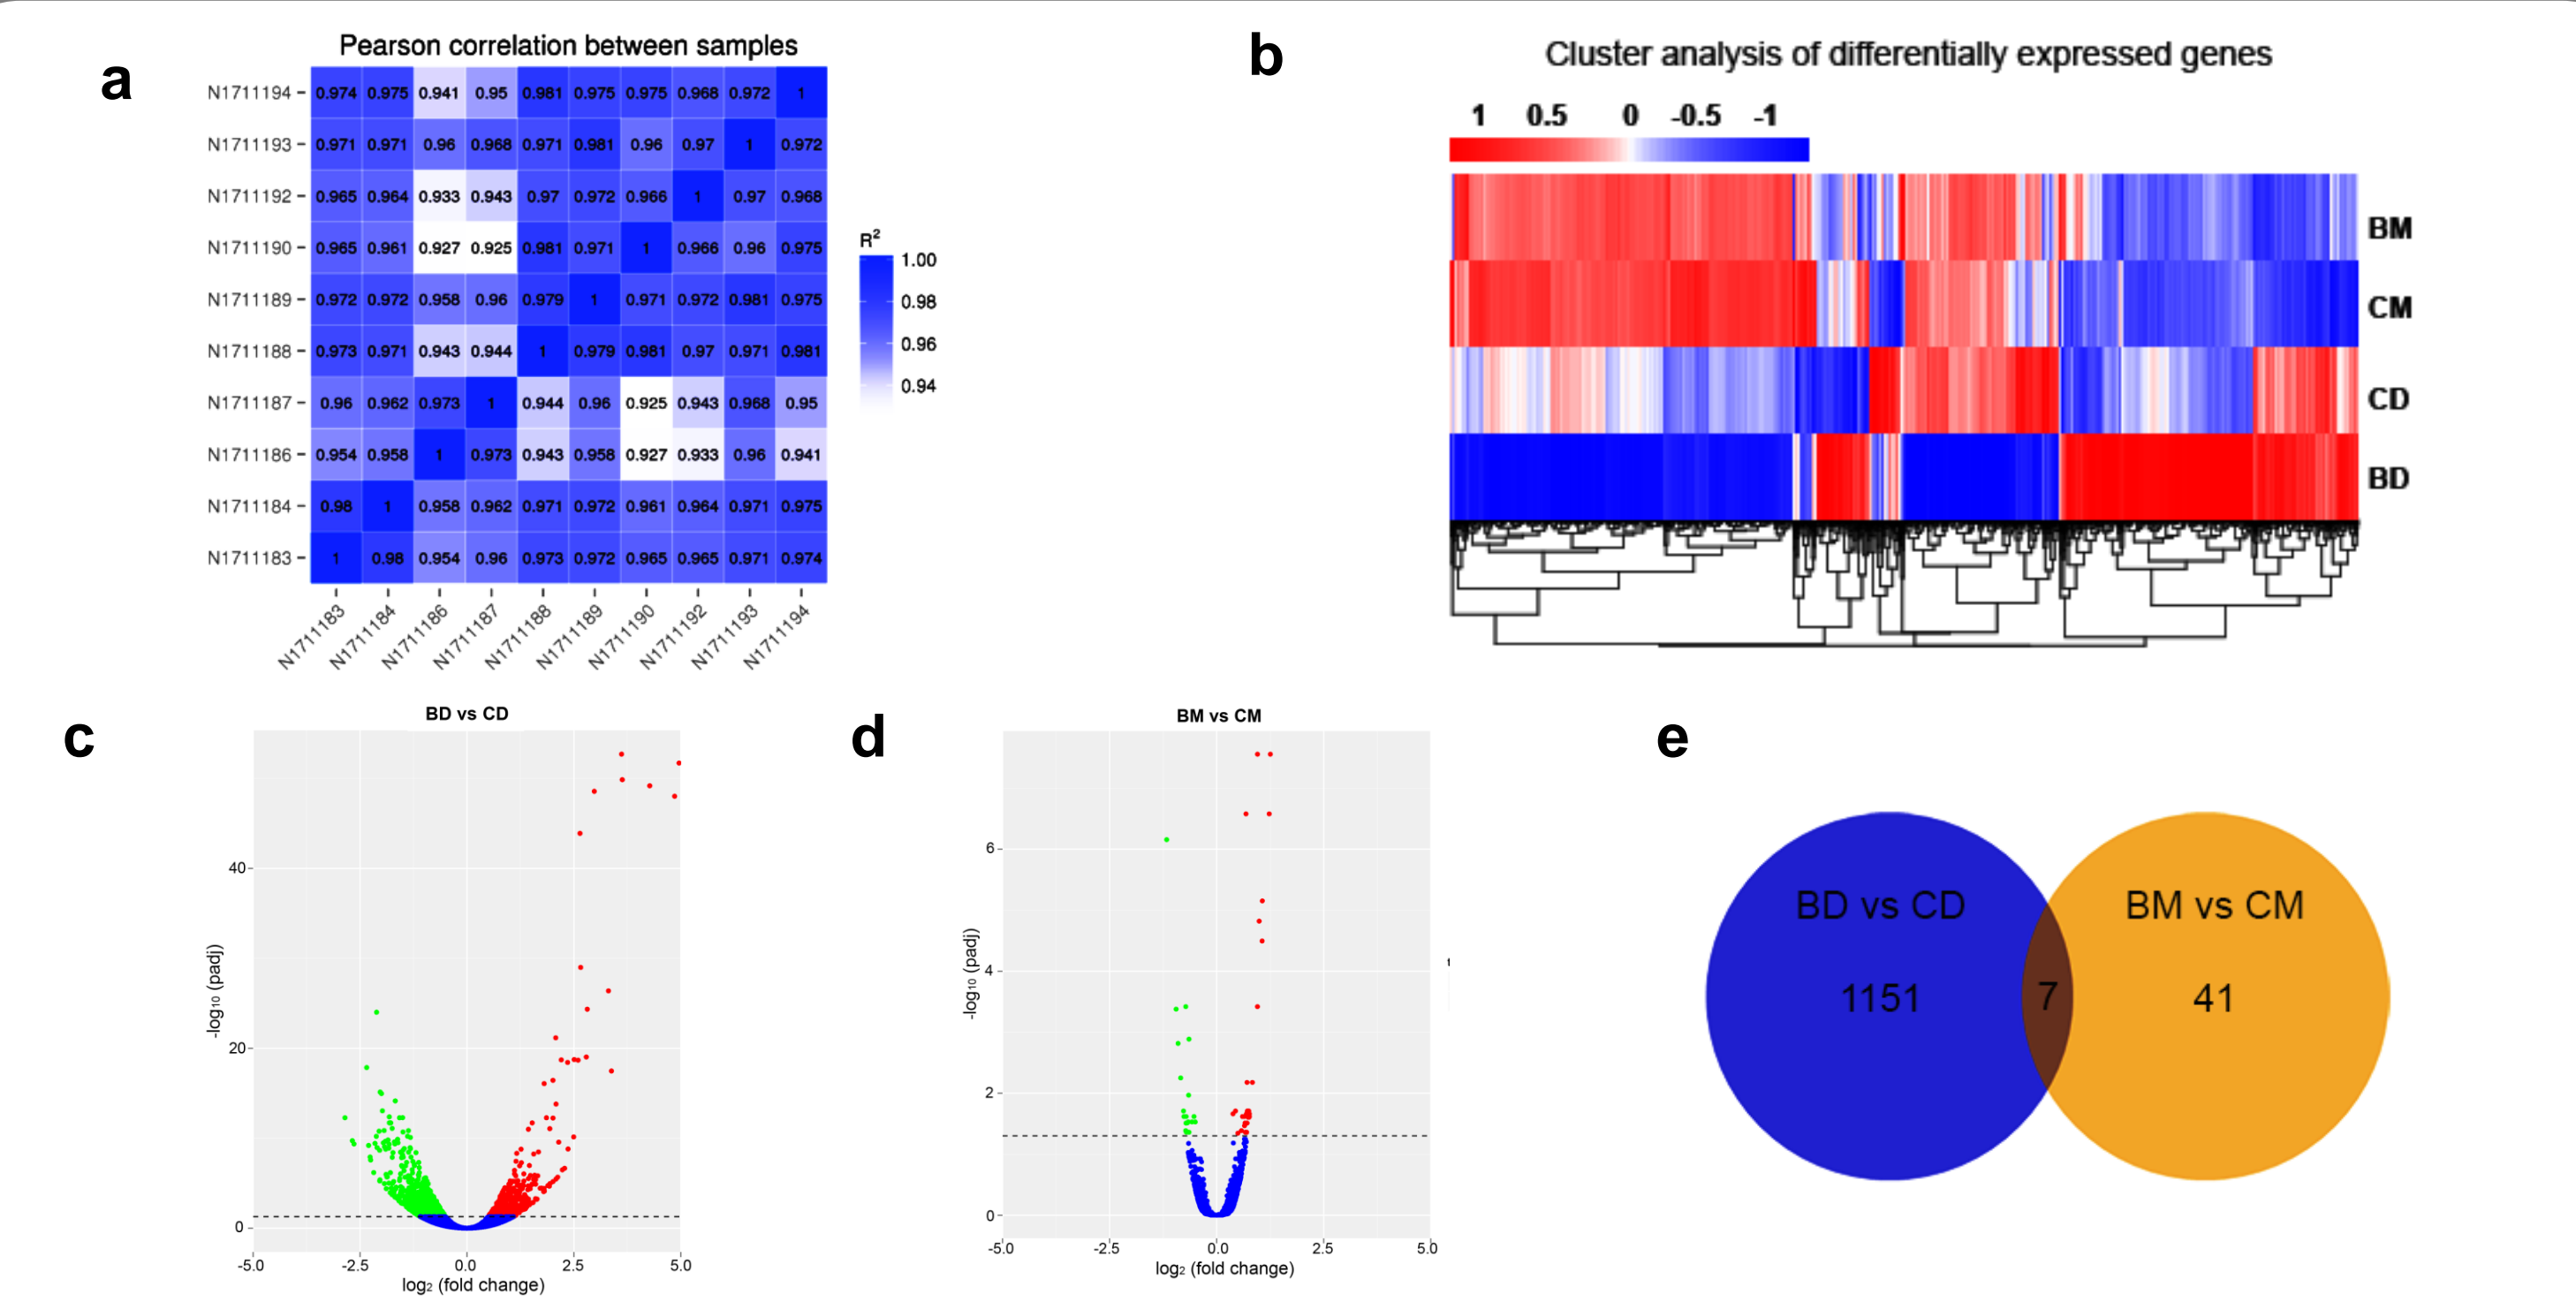 a
Pearson correlation between samples
N1711194 0.974 0.975 0.941 0.95 0.981 0.975 0.975 0.968 0.972 1
N1711193 0.971 0.971 0.96 0.968 0.971 0.981 0.96 0.97 1 0.972
N1711192 0.965 0.964 0.933 0.943 0.97 0.972 0.966 1 0.97 0.968
N1711190 0.965 0.961 0.927 0.925 0.981 0.971 1 0.966 0.96 0.975
N1711189 0.972 0.972 0.958 0.96 0.979 1 0.971 0.972 0.981 0.975
N1711188 0.973 0.971 0.943 0.944 1 0.979 0.981 0.97 0.971 0.981
N1711187 0.96 0.962 0.973 1 0.944 0.96 0.925 0.943 0.968 0.95
N1711186 0.954 0.958 1 0.973 0.943 0.958 0.927 0.933 0.96 0.941
N1711184 0.98 1 0.958 0.962 0.971 0.972 0.961 0.964 0.971 0.975
N1711183 1 0.98 0.954 0.96 0.973 0.972 0.965 0.965 0.971 0.974
N1711183 N1711184 N1711186 N1711187 N1711188 N1711189 N1711190 N1711192 N1711193 N1711194
R²
1.00
0.98
0.96
0.94
b
Cluster analysis of differentially expressed genes
1 0.5 0 -0.5 -1
BM
CM
CD
BD
c
BD vs CD
-log₁₀ (padj)
40
20
0
-5.0 -2.5 0.0 2.5 5.0
log₂ (fold change)
d
BM vs CM
-log₁₀ (padj)
6
4
2
0
-5.0 -2.5 0.0 2.5 5.0
log₂ (fold change)
e
BD vs CD BM vs CM
1151 7 41